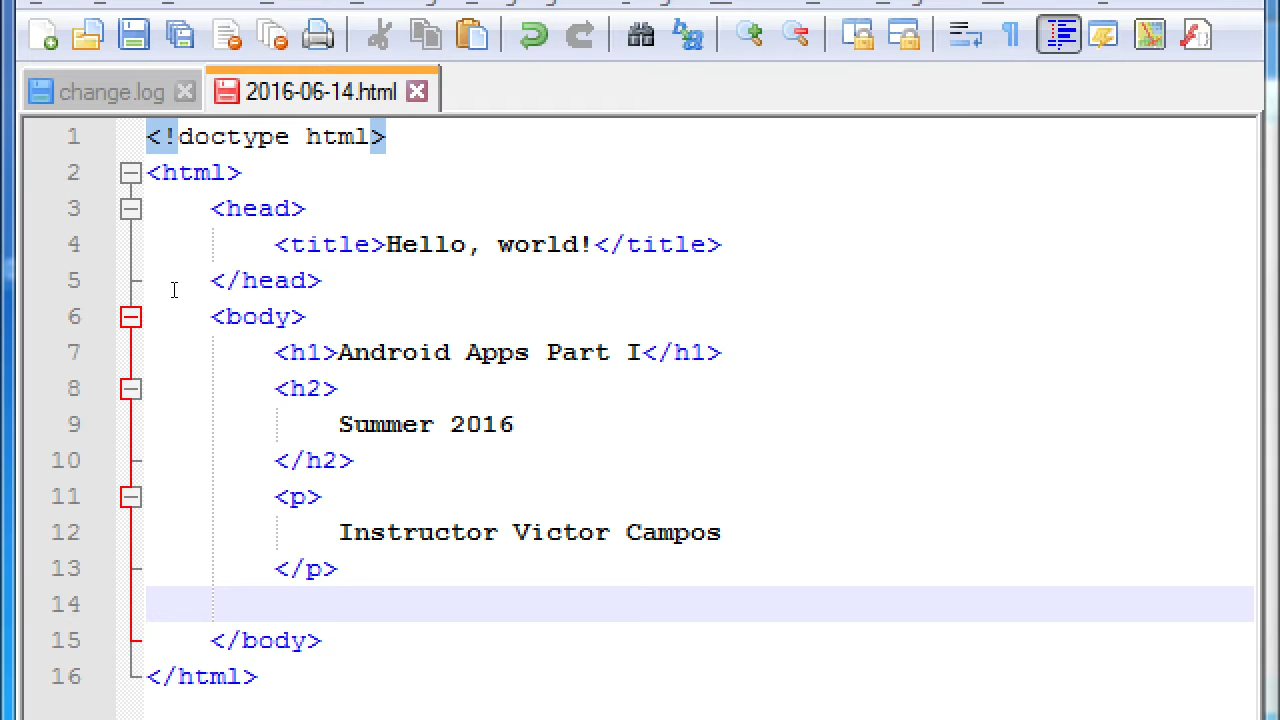 change.log
2016-06-14.html
1 <!doctype html>
2 <html>
3 <head>
4 <title>Hello, world!</title>
5 </head>
6 <body>
7 <h1>Android Apps Part I</h1>
8 <h2>
9 Summer 2016
10 </h2>
11 <p>
12 Instructor Victor Campos
13 </p>
14
15 </body>
16 </html>